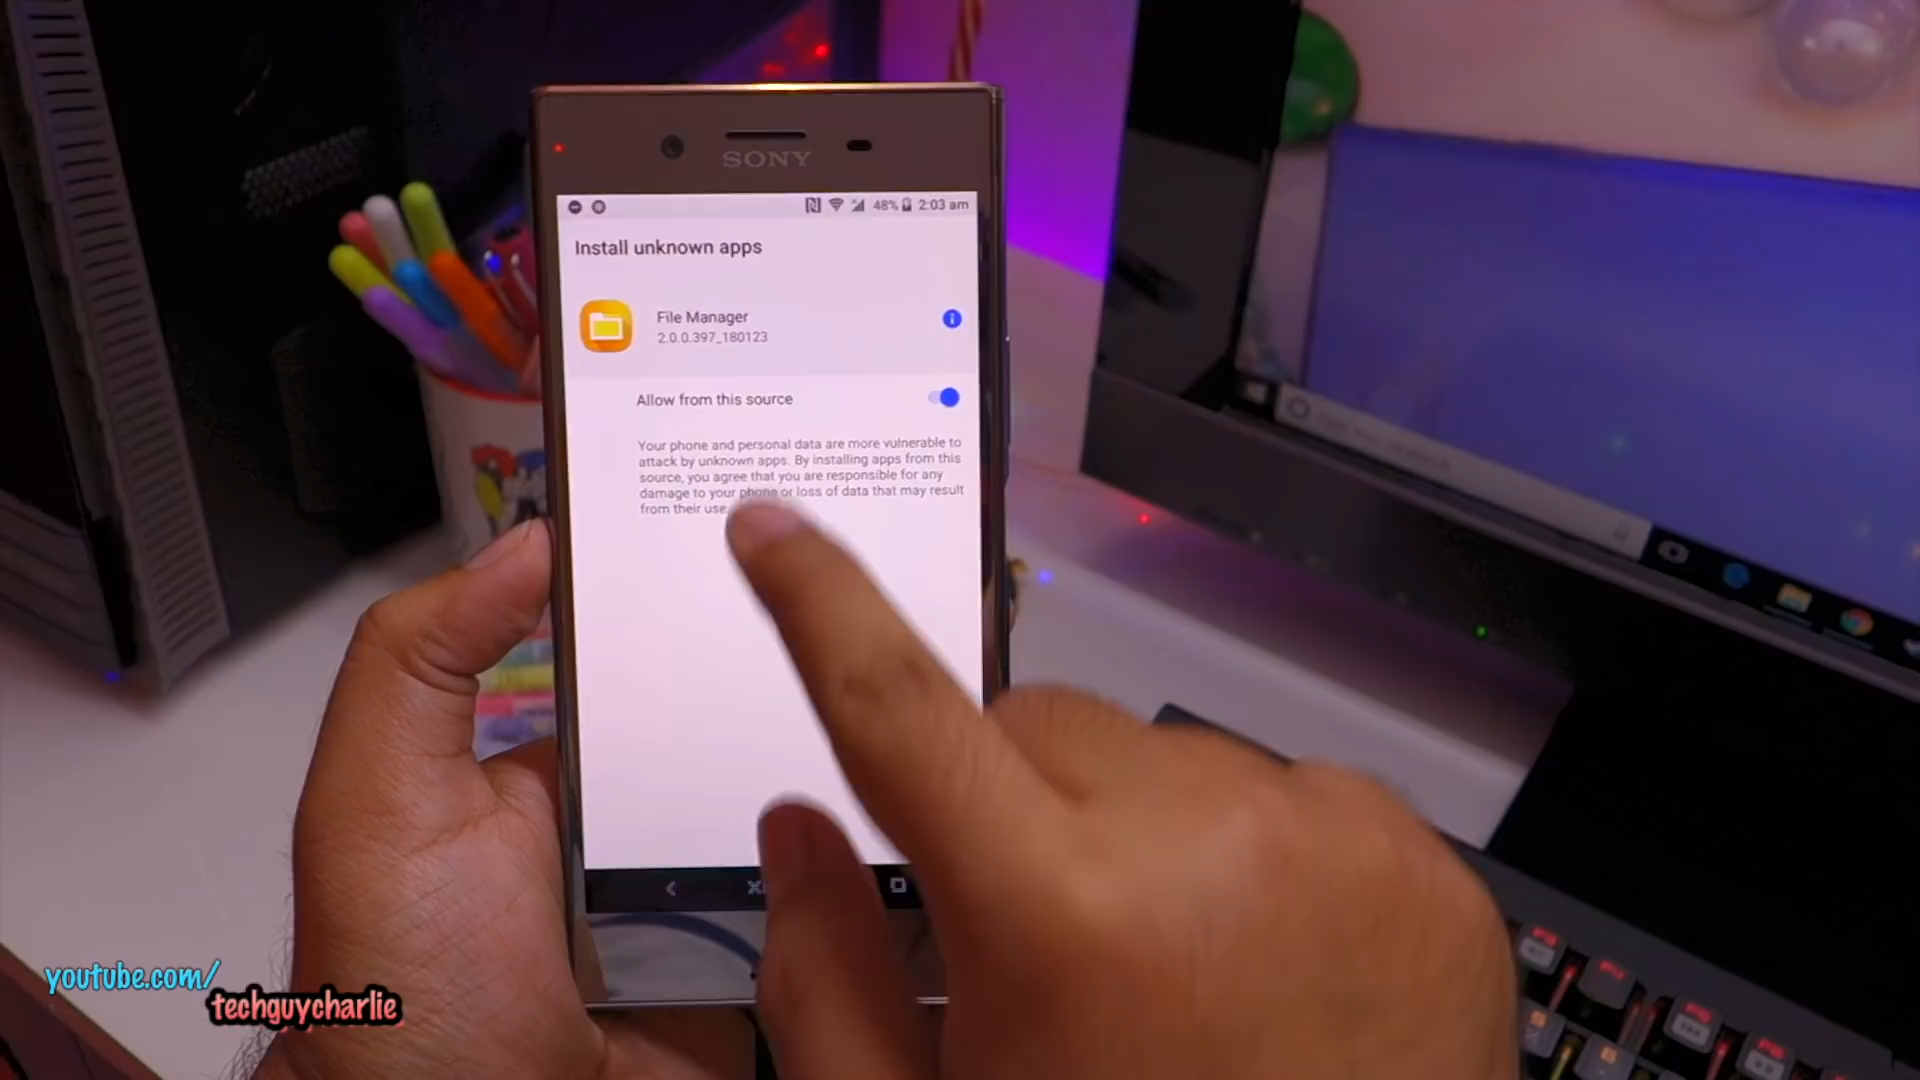 SONY
48% 2:03 am
Install unknown apps
File Manager
2.0.0.397_180123
Allow from this source
Your phone and personal data are more vulnerable to
attack by unknown apps. By installing apps from this
source, you agree that you are responsible for any
damage to your phone or loss of data that may result
from their use.
youtube.com/
techguycharlie